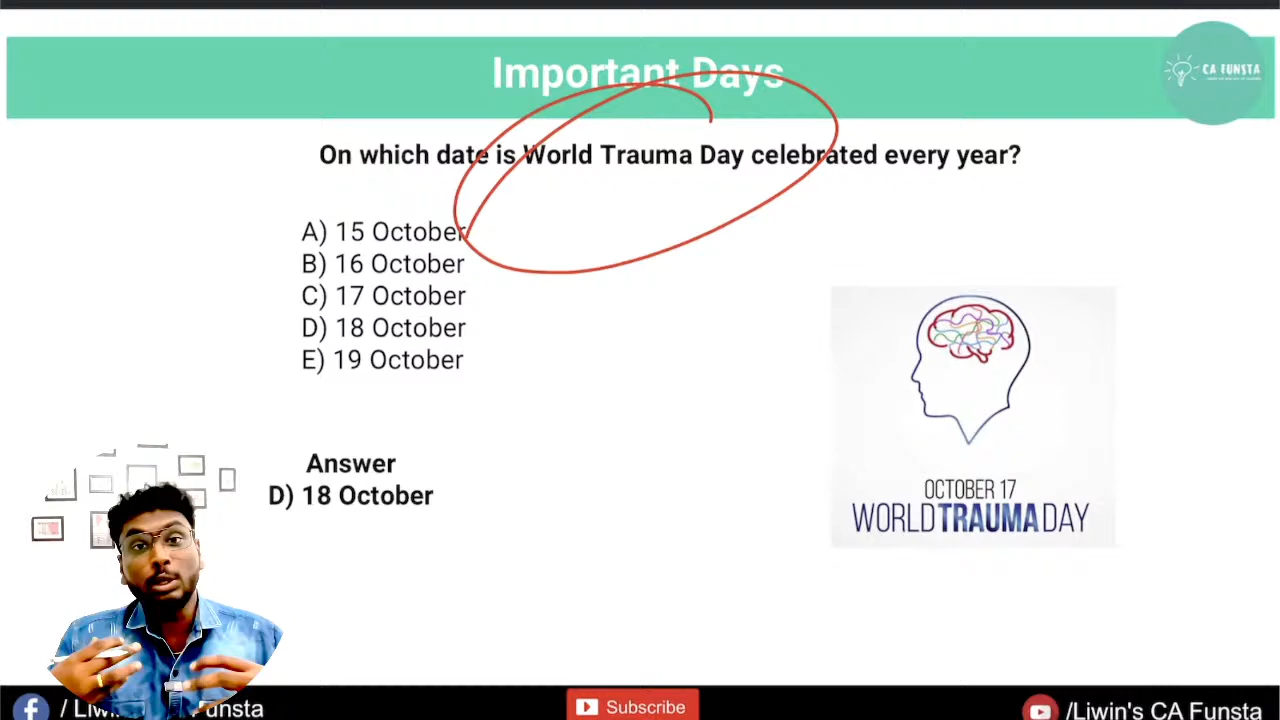 Important Days
CA FUNSTA
On which date is World Trauma Day celebrated every year?
A) 15 October
B) 16 October
C) 17 October
D) 18 October
E) 19 October
Answer
D) 18 October
OCTOBER 17
WORLD TRAUMA DAY
f / Liwin's Funsta
Subscribe
/Liwin's CA Funsta